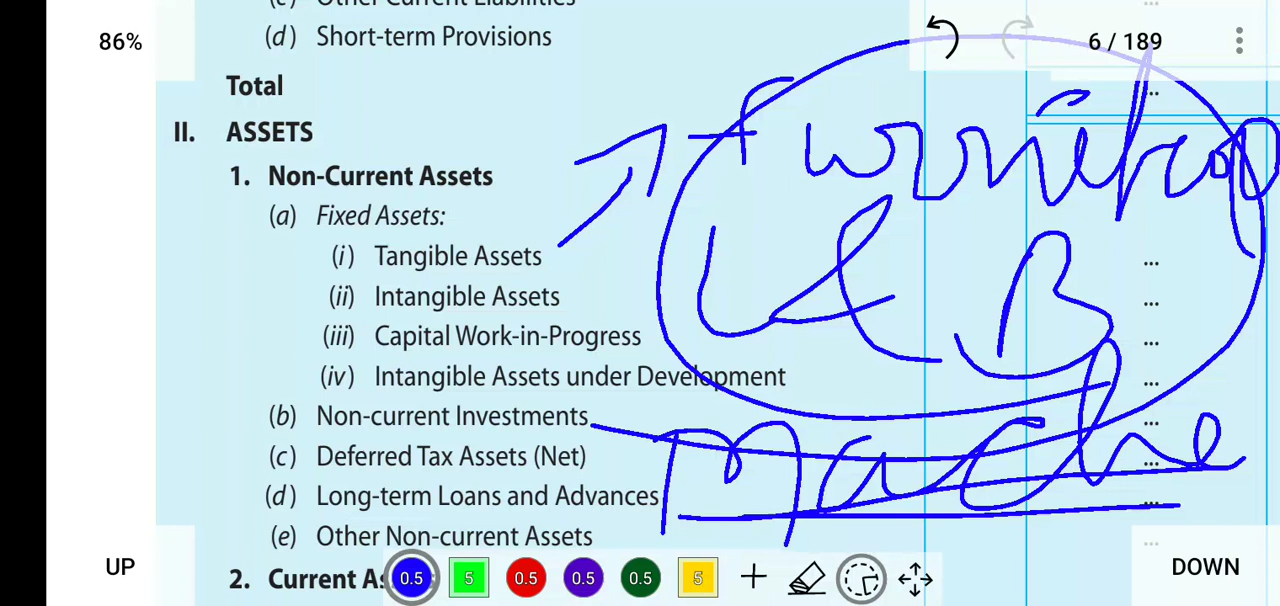 (c) Other Current Liabilities
86%
6 / 189
(d) Short-term Provisions
Total
II. ASSETS
1. Non-Current Assets
(a) Fixed Assets:
(i) Tangible Assets ...
(ii) Intangible Assets ...
L B
(iii) Capital Work-in-Progress ...
(iv) Intangible Assets under Development ...
(b) Non-current Investments ...
(c) Deferred Tax Assets (Net) ...
(d) Long-term Loans and Advances ...
(e) Other Non-current Assets ...
UP
DOWN
2. Current As
0.5 5 0.5 0.5 0.5 5